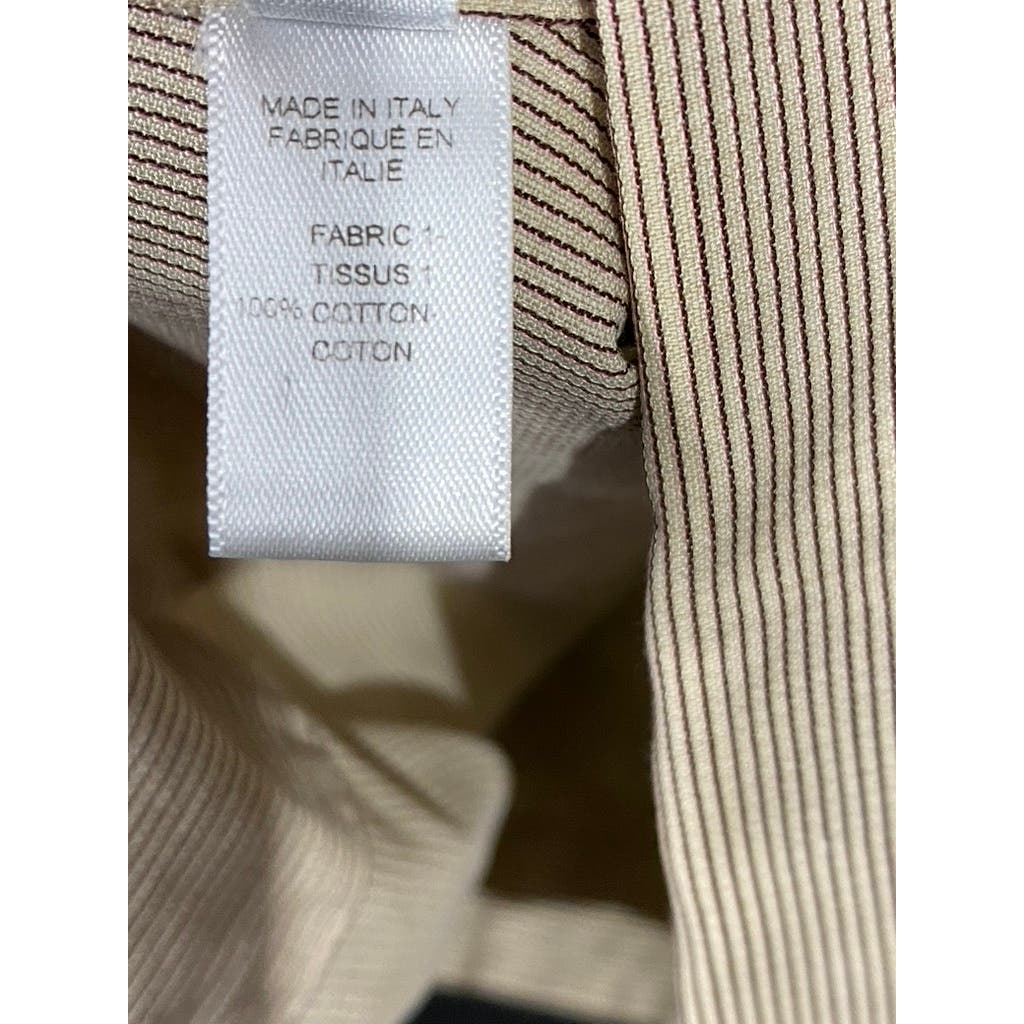 MADE IN ITALY
FABRIQUÉ EN
ITALIE
FABRIC 1-
TISSUS 1
100% COTTON-
COTON